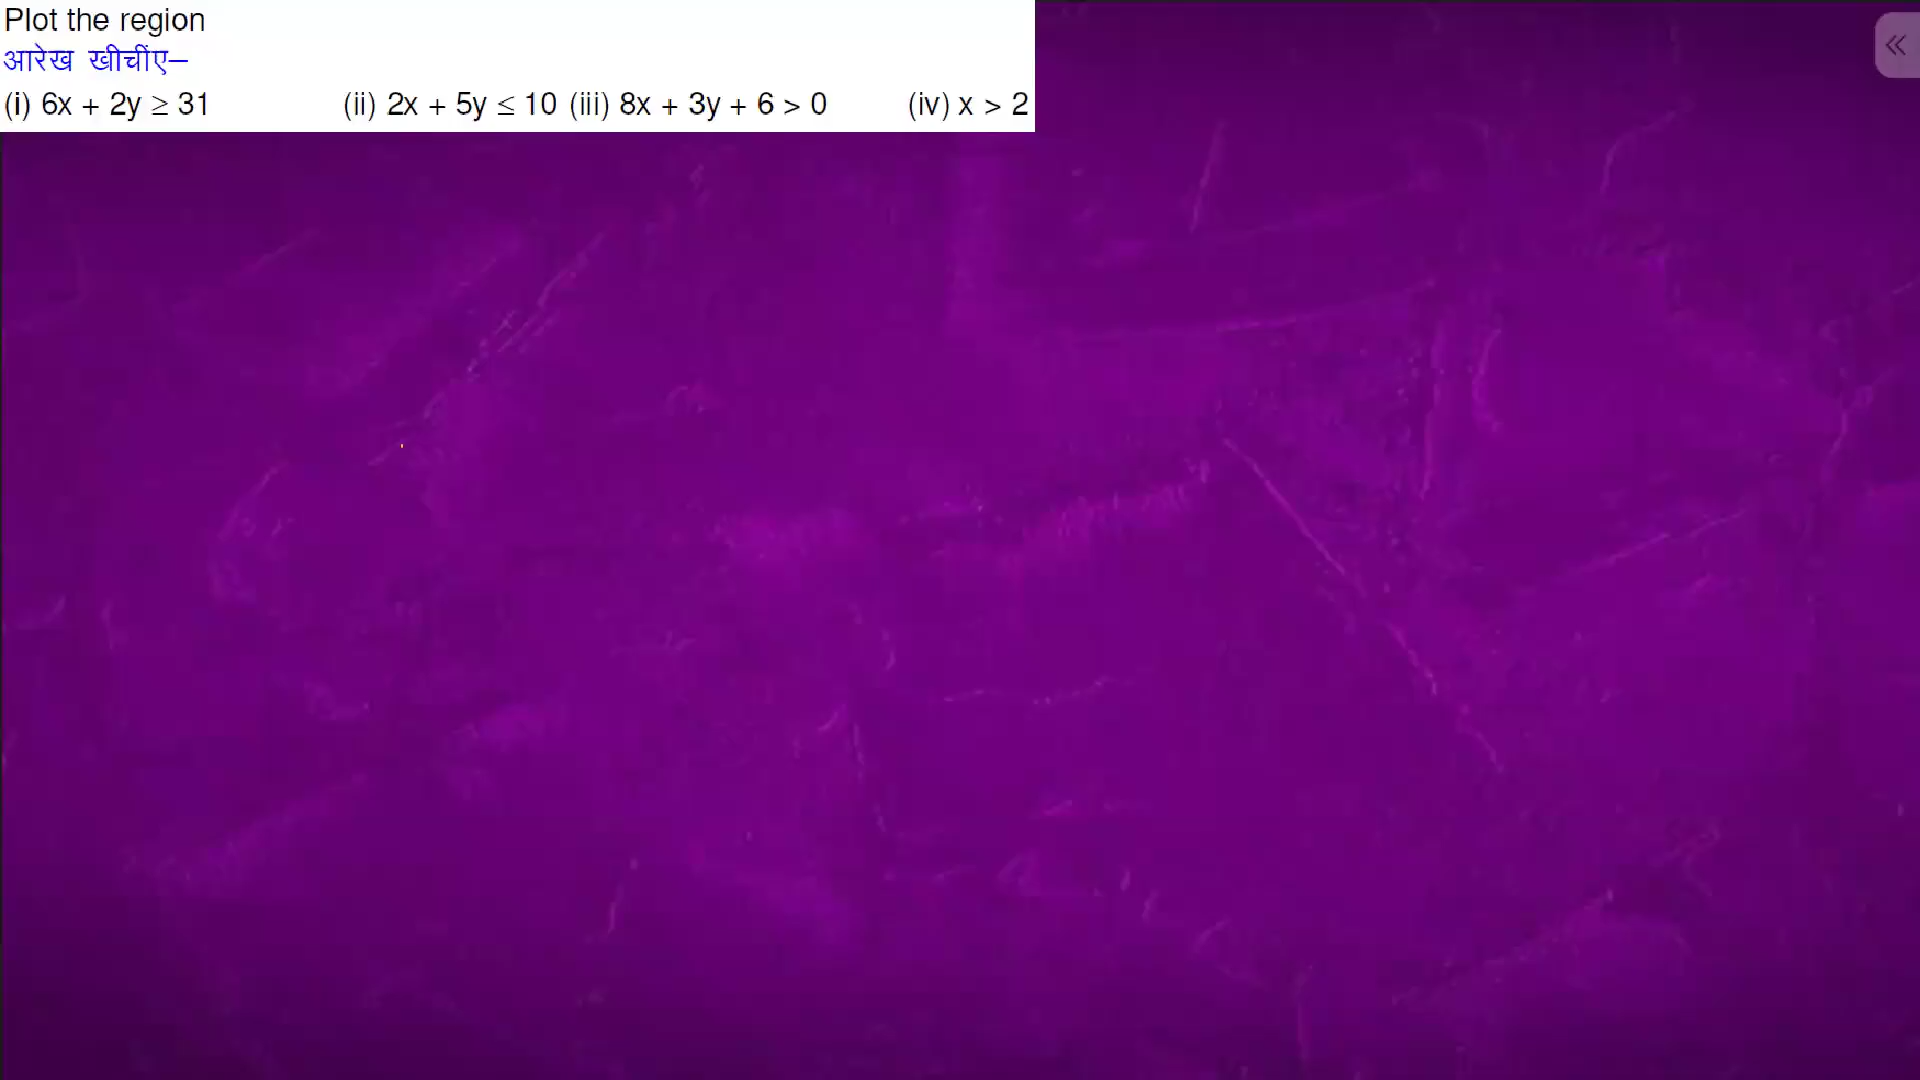 Plot the region
आरेख खीचींए–
(i) 6x + 2y ≥ 31 (ii) 2x + 5y ≤ 10 (iii) 8x + 3y + 6 > 0 (iv) x > 2